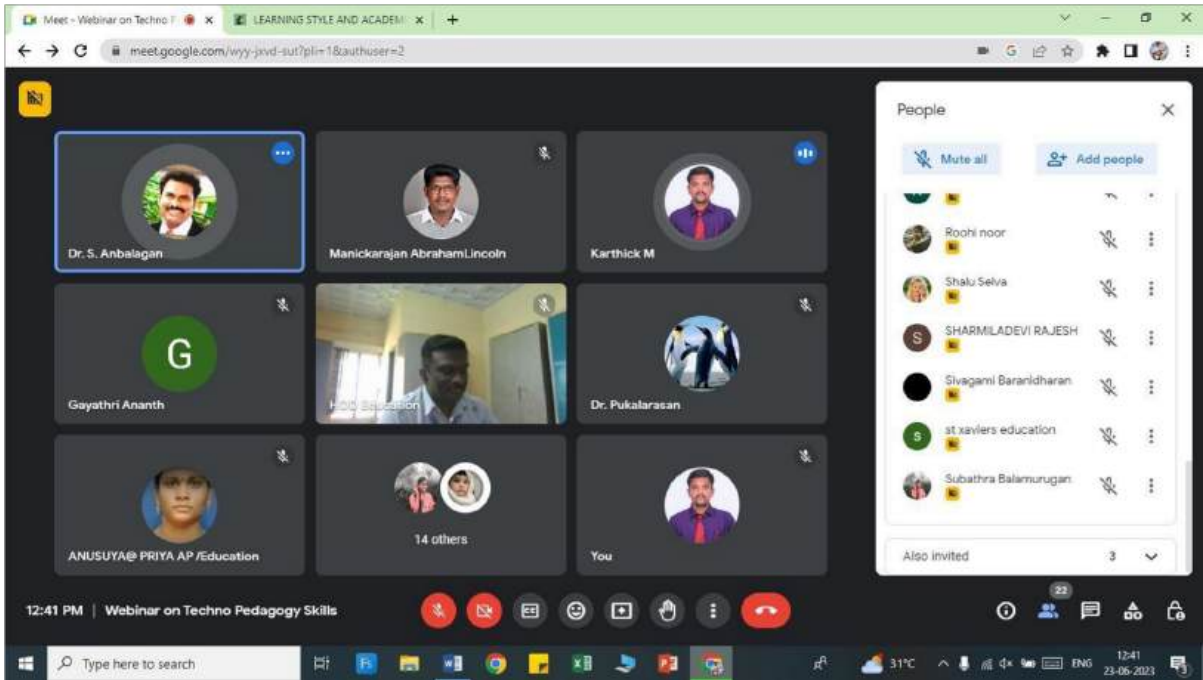 Meet - Webinar on Techno P
LEARNING STYLE AND ACADEM
meet.google.com/wyy-jxvd-sut?pli=1&authuser=2
People
Mute all
Add people
Dr. S. Anbalagan
Manickarajan AbrahamLincoln
Karthick M
Roohi noor
Shalu Selva
S SHARMILADEVI RAJESH
G
Gayathri Ananth
HOD Education
Dr. Pukalarasan
Sivagami Baranidharan
s st xaviers education
Subathra Balamurugan
ANUSUYA@ PRIYA AP /Education
14 others
You
Also invited 3
12:41 PM | Webinar on Techno Pedagogy Skills
22
Type here to search
31°C
ENG
12:41
23-06-2023